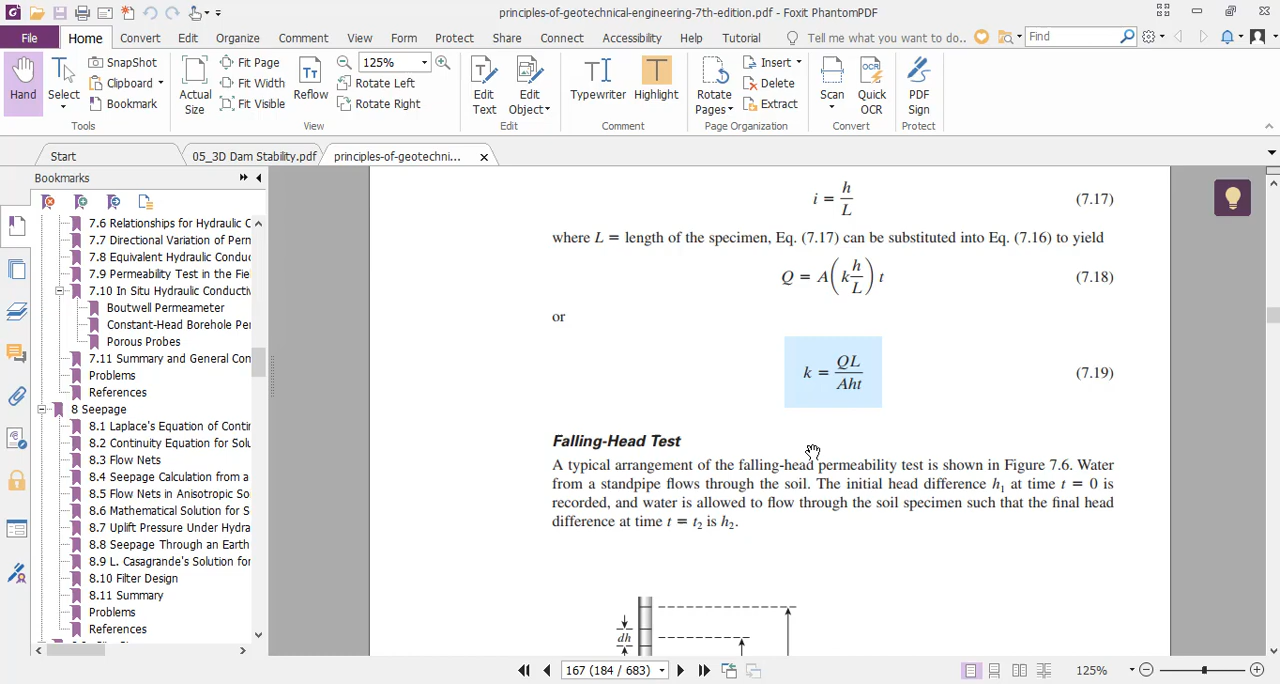 principles-of-geotechnical-engineering-7th-edition.pdf - Foxit PhantomPDF
File Home Convert Edit Organize Comment View Form Protect Share Connect Accessibility Help Tutorial Tell me what you want to do.. Find
Hand
Select
SnapShot
Clipboard
Bookmark
Tools
Actual Size
Fit Page
Fit Width
Fit Visible
Reflow
125%
Rotate Left
Rotate Right
View
Edit Text
Edit Object
Edit
Typewriter
Highlight
Comment
Rotate Pages
Insert
Delete
Extract
Page Organization
Scan
Quick OCR
Convert
PDF Sign
Protect
Start
05_3D Dam Stability.pdf
principles-of-geotechni...
Bookmarks
7.6 Relationships for Hydraulic C
7.7 Directional Variation of Perm
7.8 Equivalent Hydraulic Conduc
7.9 Permeability Test in the Fie
7.10 In Situ Hydraulic Conductiv
Boutwell Permeameter
Constant-Head Borehole Per
Porous Probes
7.11 Summary and General Con
Problems
References
8 Seepage
8.1 Laplace's Equation of Contin
8.2 Continuity Equation for Solu
8.3 Flow Nets
8.4 Seepage Calculation from a
8.5 Flow Nets in Anisotropic So
8.6 Mathematical Solution for S
8.7 Uplift Pressure Under Hydra
8.8 Seepage Through an Earth
8.9 L. Casagrande's Solution fo
8.10 Filter Design
8.11 Summary
Problems
References
i = h/L (7.17)
where L = length of the specimen, Eq. (7.17) can be substituted into Eq. (7.16) to yield
Q = A(k h/L) t (7.18)
or
k = QL/Aht (7.19)
Falling-Head Test
A typical arrangement of the falling-head permeability test is shown in Figure 7.6. Water
from a standpipe flows through the soil. The initial head difference h₁ at time t = 0 is
recorded, and water is allowed to flow through the soil specimen such that the final head
difference at time t = t₂ is h₂.
dh
167 (184 / 683)
125%